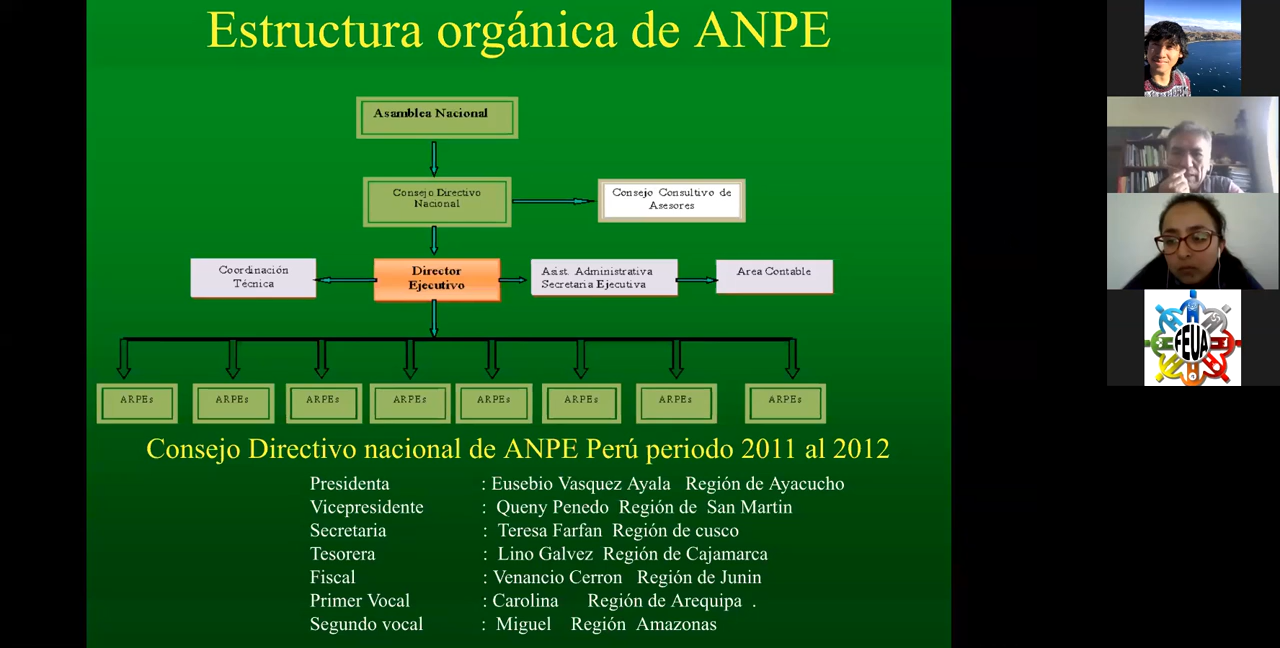 Estructura orgánica de ANPE
Asamblea Nacional
Consejo Directivo
Nacional
Consejo Consultivo de
Asesores
Coordinación
Técnica
Director
Ejecutivo
Asist. Administrativa
Secretaria Ejecutiva
Area Contable
ARPEs
ARPEs
ARPEs
ARPEs
ARPEs
ARPEs
ARPEs
ARPEs
Consejo Directivo nacional de ANPE Perú periodo 2011 al 2012
Presidenta : Eusebio Vasquez Ayala Región de Ayacucho
Vicepresidente : Queny Penedo Región de San Martin
Secretaria : Teresa Farfan Región de cusco
Tesorera : Lino Galvez Región de Cajamarca
Fiscal : Venancio Cerron Región de Junin
Primer Vocal : Carolina Región de Arequipa .
Segundo vocal : Miguel Región Amazonas
FEUA